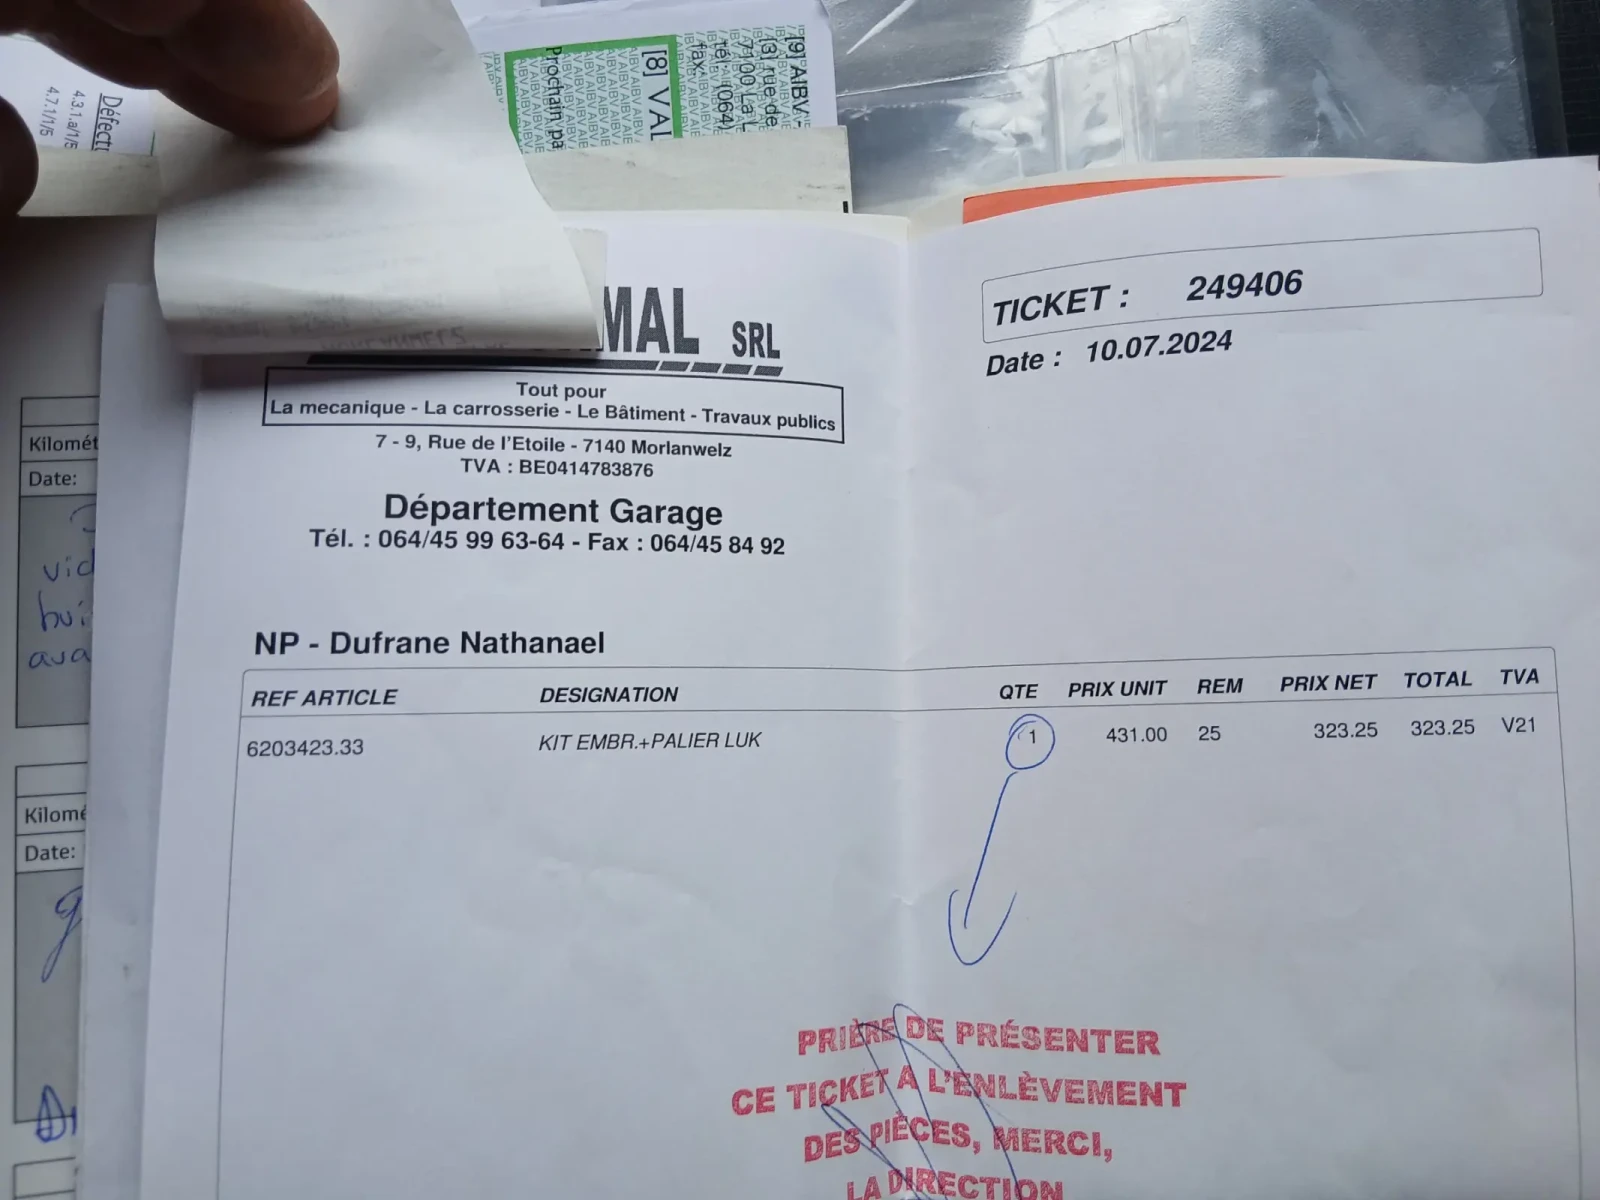 Défect
4.3.1.a/1/5
4.7.1/1/5
Prochain pa
[8] VAL
[9] AIBV
[3] rue de
7100 La L
tél. (064)
fax.
MAL SRL
Tout pour
La mecanique - La carrosserie - Le Bâtiment - Travaux publics
7 - 9, Rue de l'Etoile - 7140 Morlanwelz
TVA : BE0414783876
Département Garage
Tél. : 064/45 99 63-64 - Fax : 064/45 84 92
TICKET : 249406
Date : 10.07.2024
NP - Dufrane Nathanael
REF ARTICLE DESIGNATION QTE PRIX UNIT REM PRIX NET TOTAL TVA
6203423.33 KIT EMBR.+PALIER LUK 1 431.00 25 323.25 323.25 V21
PRIÈRE DE PRÉSENTER
CE TICKET A L'ENLÈVEMENT
DES PIÈCES, MERCI,
LA DIRECTION
Kilomét
Date:
vid
hui
ava
Kilomé
Date: